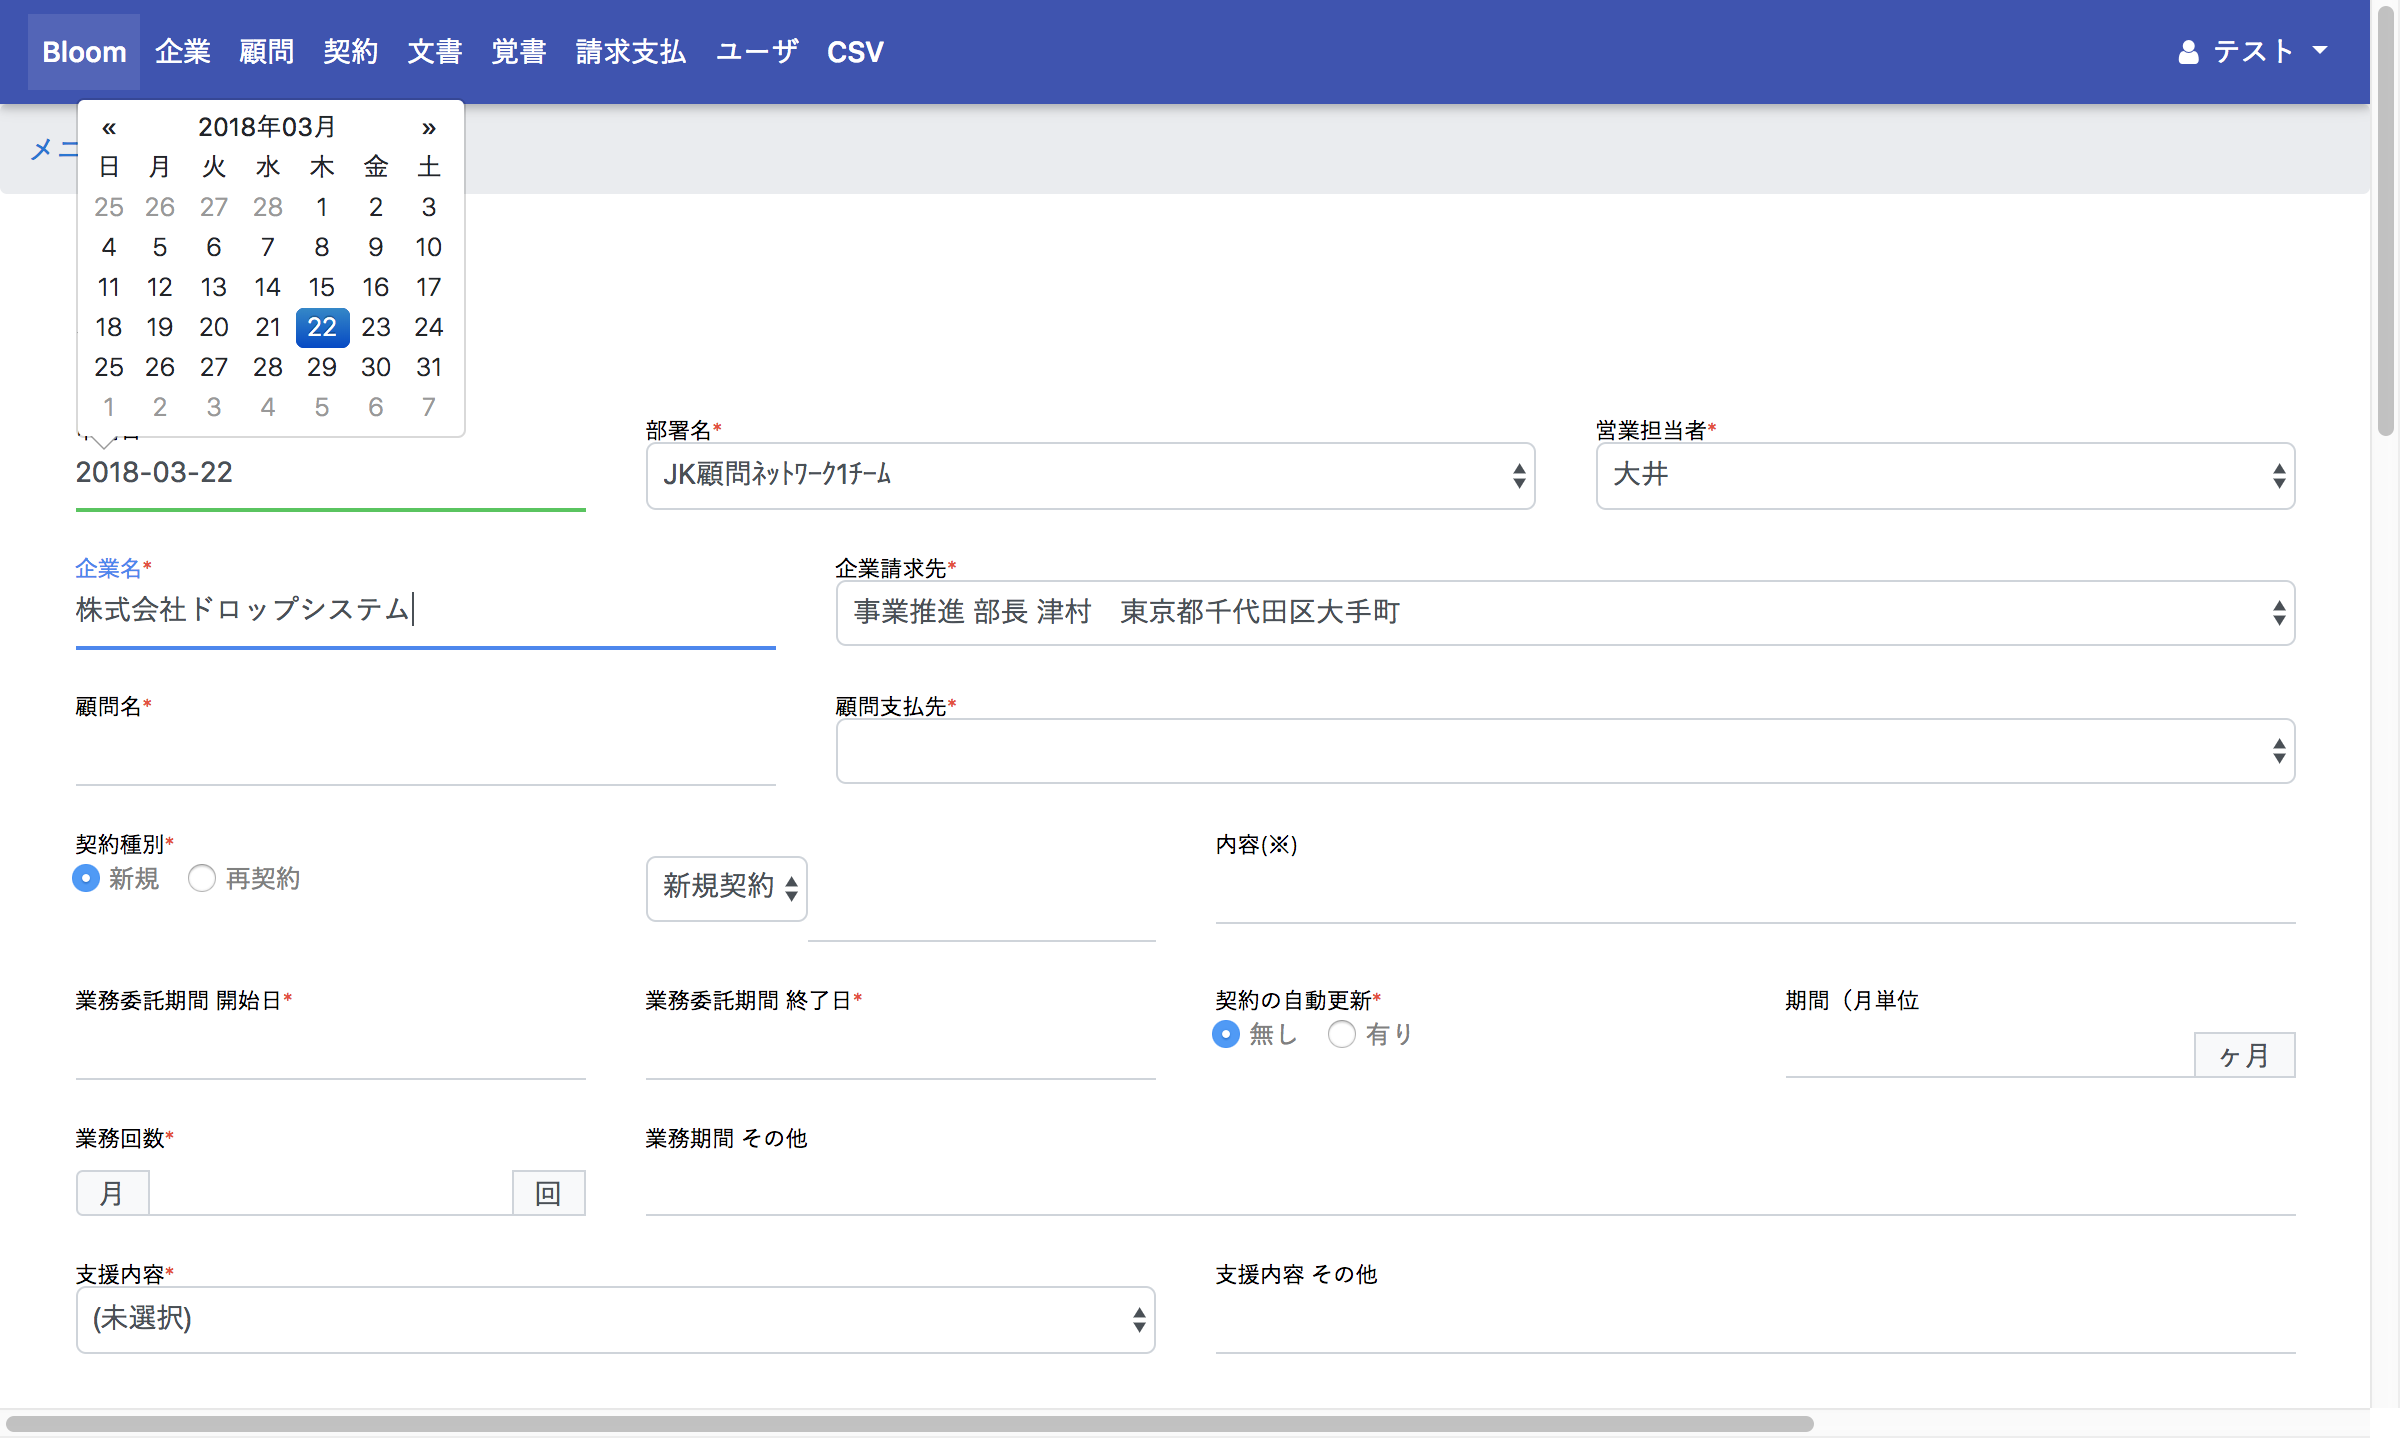 Bloom 企業 顧問 契約 文書 覚書 請求支払 ユーザ CSV テスト
メニ
« 2018年03月 »
日 月 火 水 木 金 土
25 26 27 28 1 2 3
4 5 6 7 8 9 10
11 12 13 14 15 16 17
18 19 20 21 22 23 24
25 26 27 28 29 30 31
1 2 3 4 5 6 7
部署名* 営業担当者*
2018-03-22 JK顧問ﾈｯﾄﾜｰｸ1ﾁｰﾑ 大井
企業名* 企業請求先*
株式会社ドロップシステム 事業推進 部長 津村　東京都千代田区大手町
顧問名* 顧問支払先*
契約種別* 内容(※)
新規 再契約 新規契約
業務委託期間 開始日* 業務委託期間 終了日* 契約の自動更新* 期間（月単位
無し 有り ヶ月
業務回数* 業務期間 その他
月 回
支援内容* 支援内容 その他
(未選択)